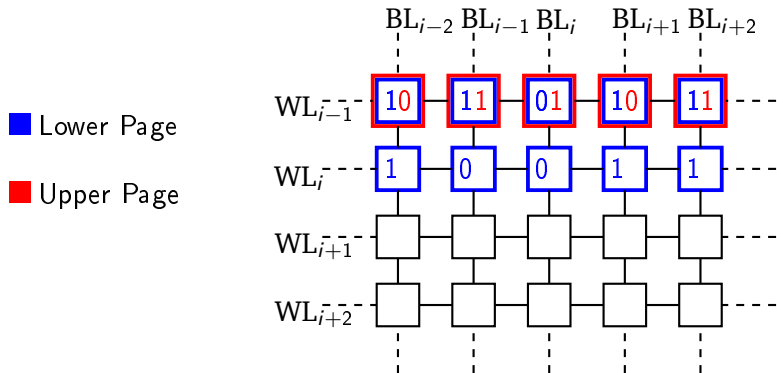 BL_{i−2} BL_{i−1} BL_i BL_{i+1} BL_{i+2}
WL_{i−1} 10 11 01 10 11
Lower Page
WL_i 1 0 0 1 1
Upper Page
WL_{i+1}
WL_{i+2}